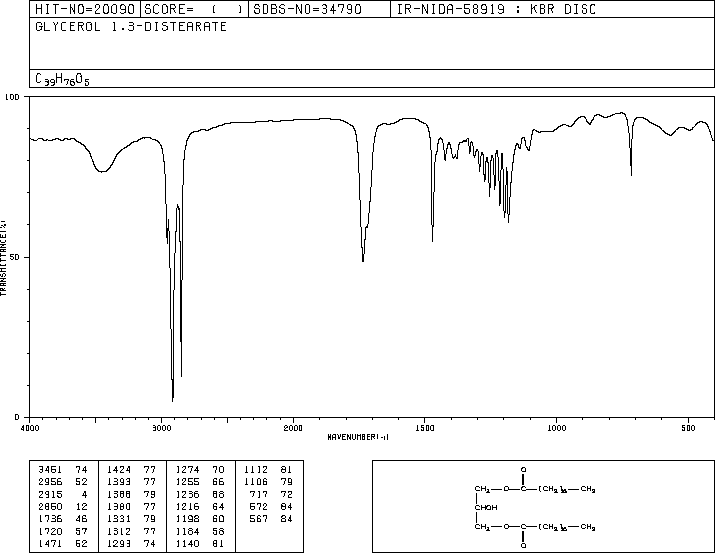 HIT-NO=20090 SCORE= ( ) SDBS-NO=34790 IR-NIDA-58919 : KBR DISC
GLYCEROL 1.3-DISTEARATE
C39H76O5
100
50
0
TRANSMITTANCE(%)
4000 3000 2000 1500 1000 500
WAVENUMBER(-1)
3461 74 1424 77 1274 70 1112 81
2956 52 1393 77 1255 66 1106 79
2915 4 1388 79 1236 68 717 72
2850 12 1380 77 1216 64 672 84
1736 46 1331 79 1198 60 567 84
1720 57 1312 77 1184 58
1471 52 1293 74 1140 81
O
CH2 O C (CH2)16 CH3
CHOH
CH2 O C (CH2)16 CH3
O